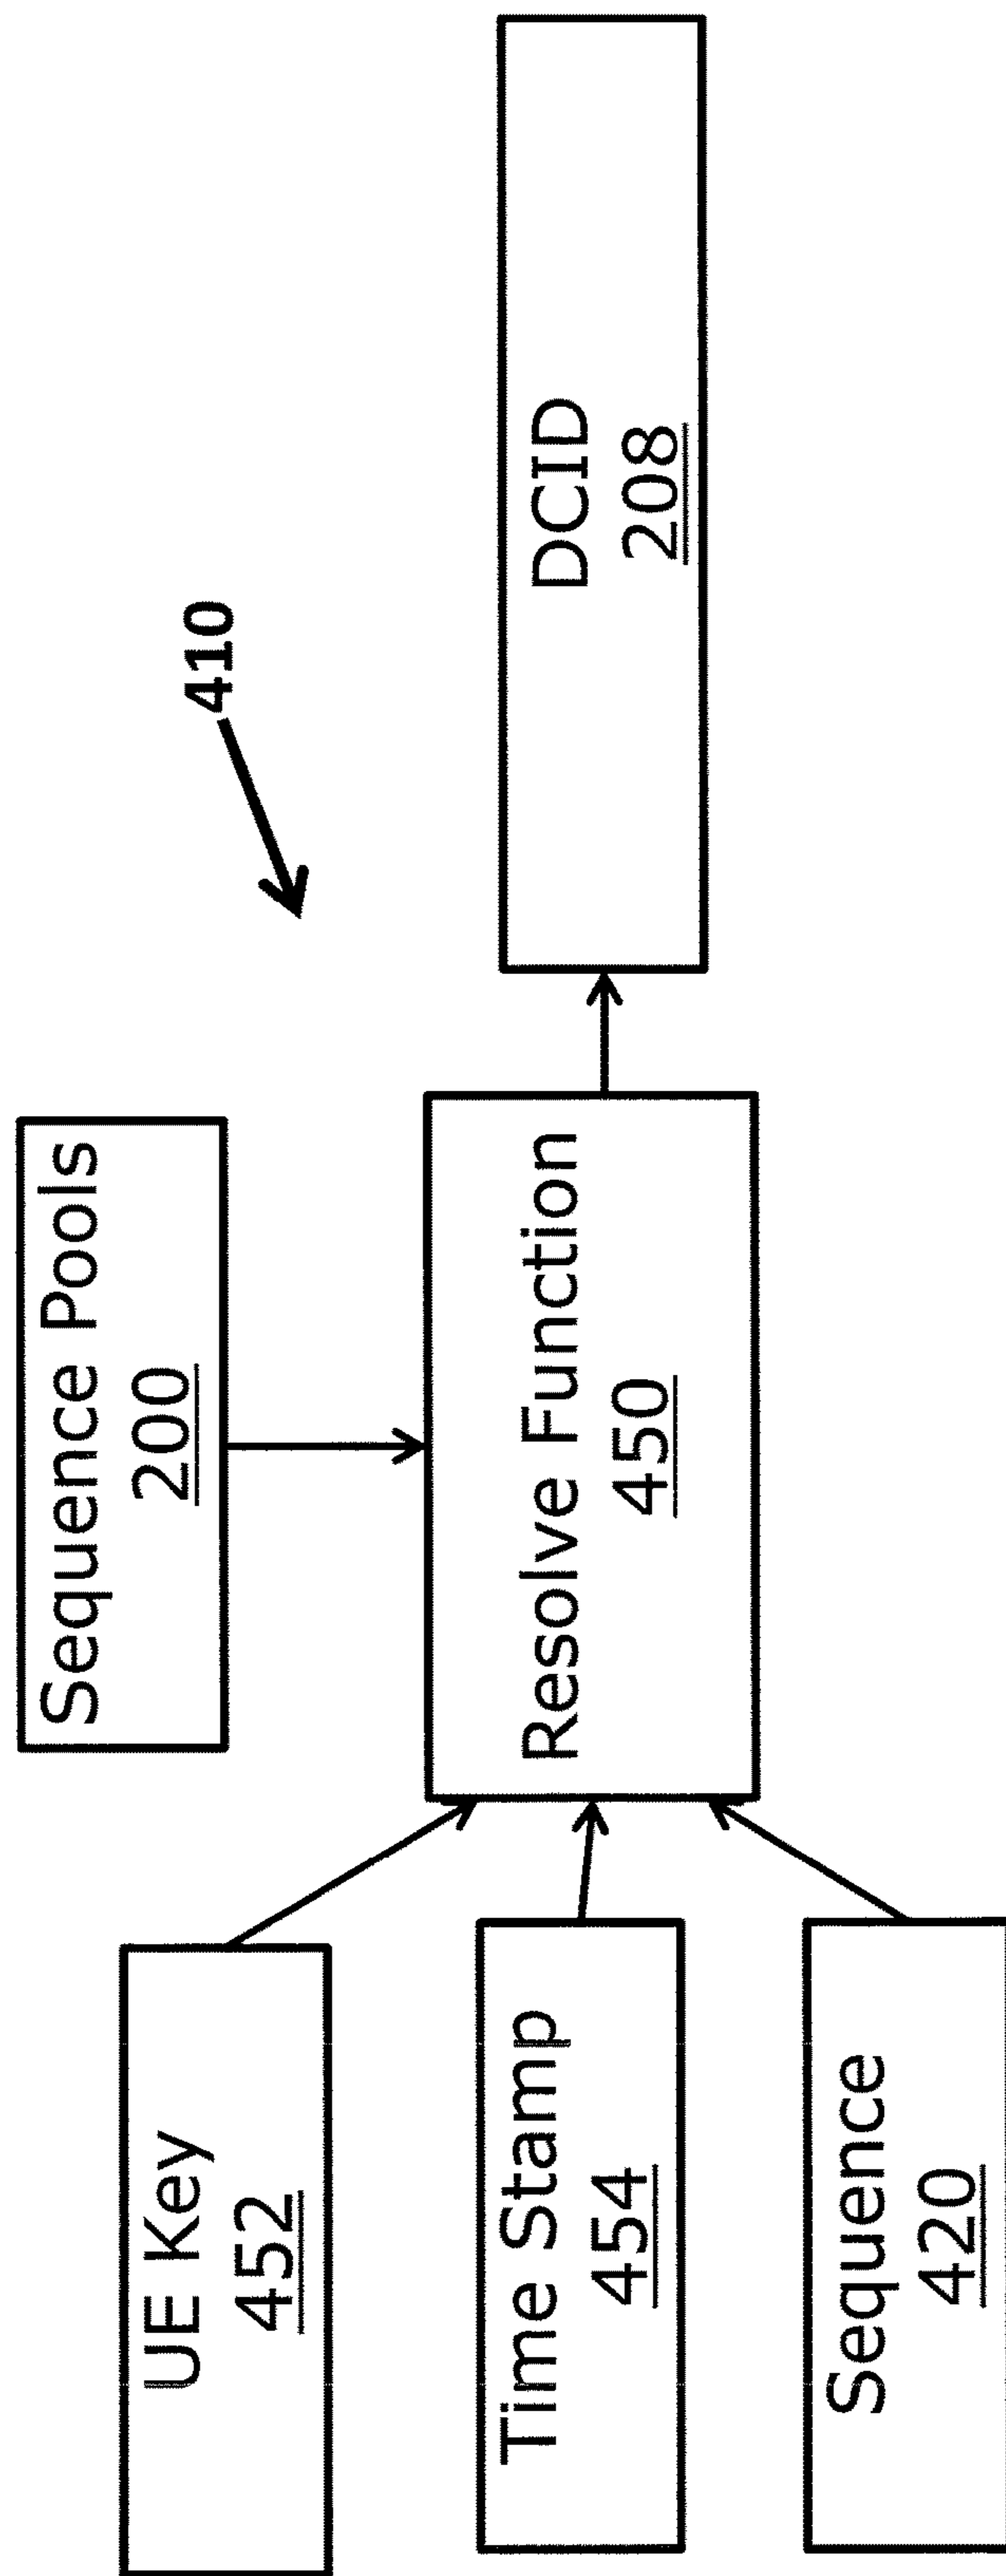 410
Sequence Pools
200
UE Key
452
Time Stamp
454
Sequence
420
Resolve Function
450
DCID
208